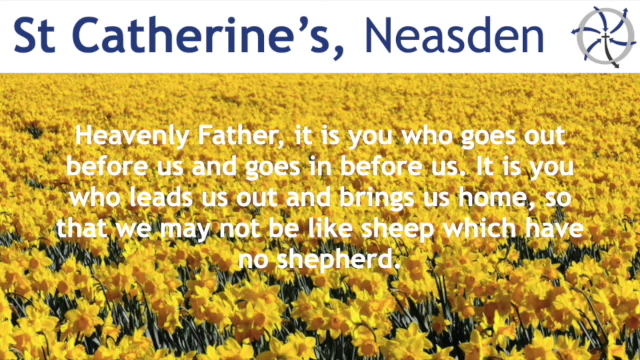 St Catherine's, Neasden
Heavenly Father, it is you who goes out
before us and goes in before us. It is you
who leads us out and brings us home, so
that we may not be like sheep which have
no shepherd.